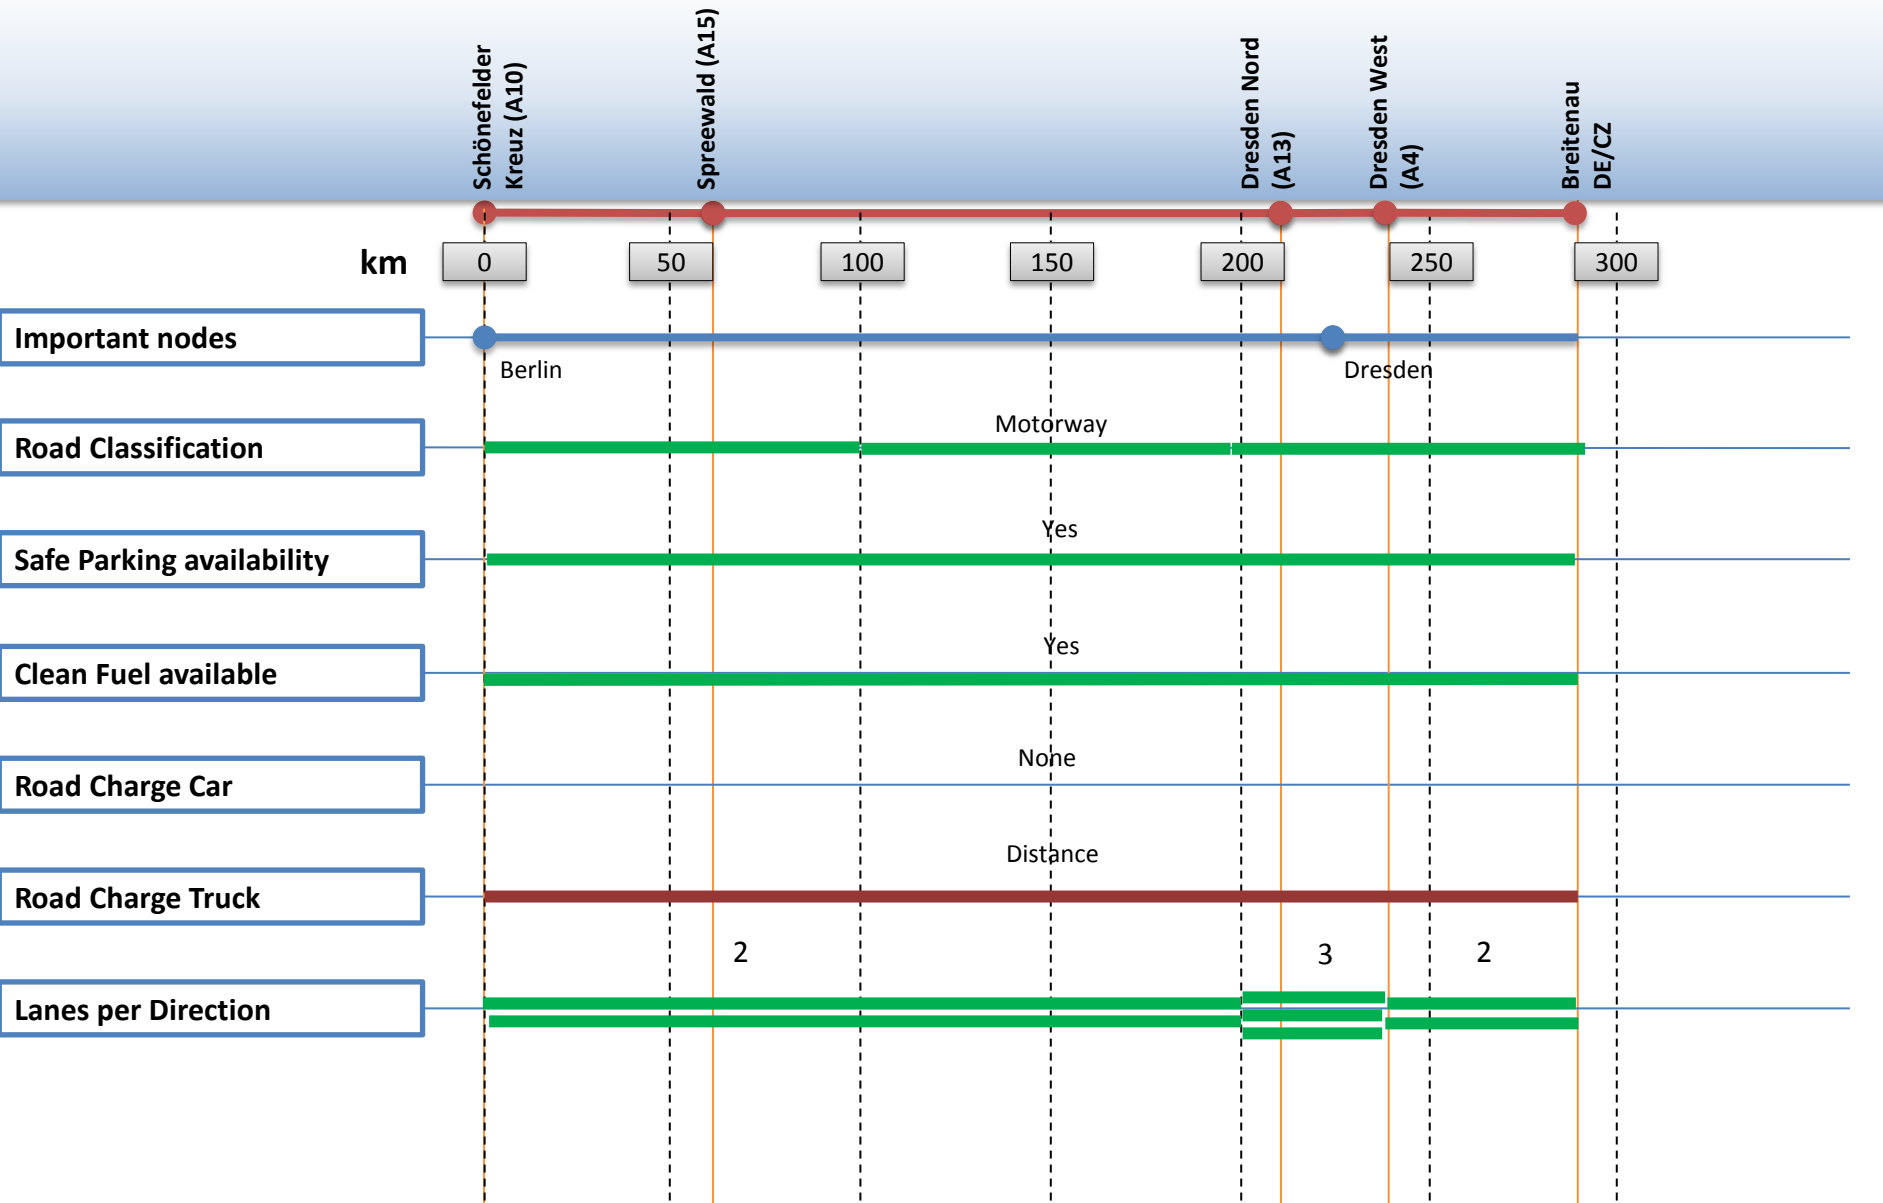 Schönefelder
Kreuz (A10)
Spreewald (A15)
Dresden Nord
(A13)
Dresden West
(A4)
Breitenau
DE/CZ
km
0
50
100
150
200
250
300
Important nodes
Berlin
Dresden
Road Classification
Motorway
Safe Parking availability
Yes
Clean Fuel available
Yes
Road Charge Car
None
Road Charge Truck
Distance
Lanes per Direction
2
3
2